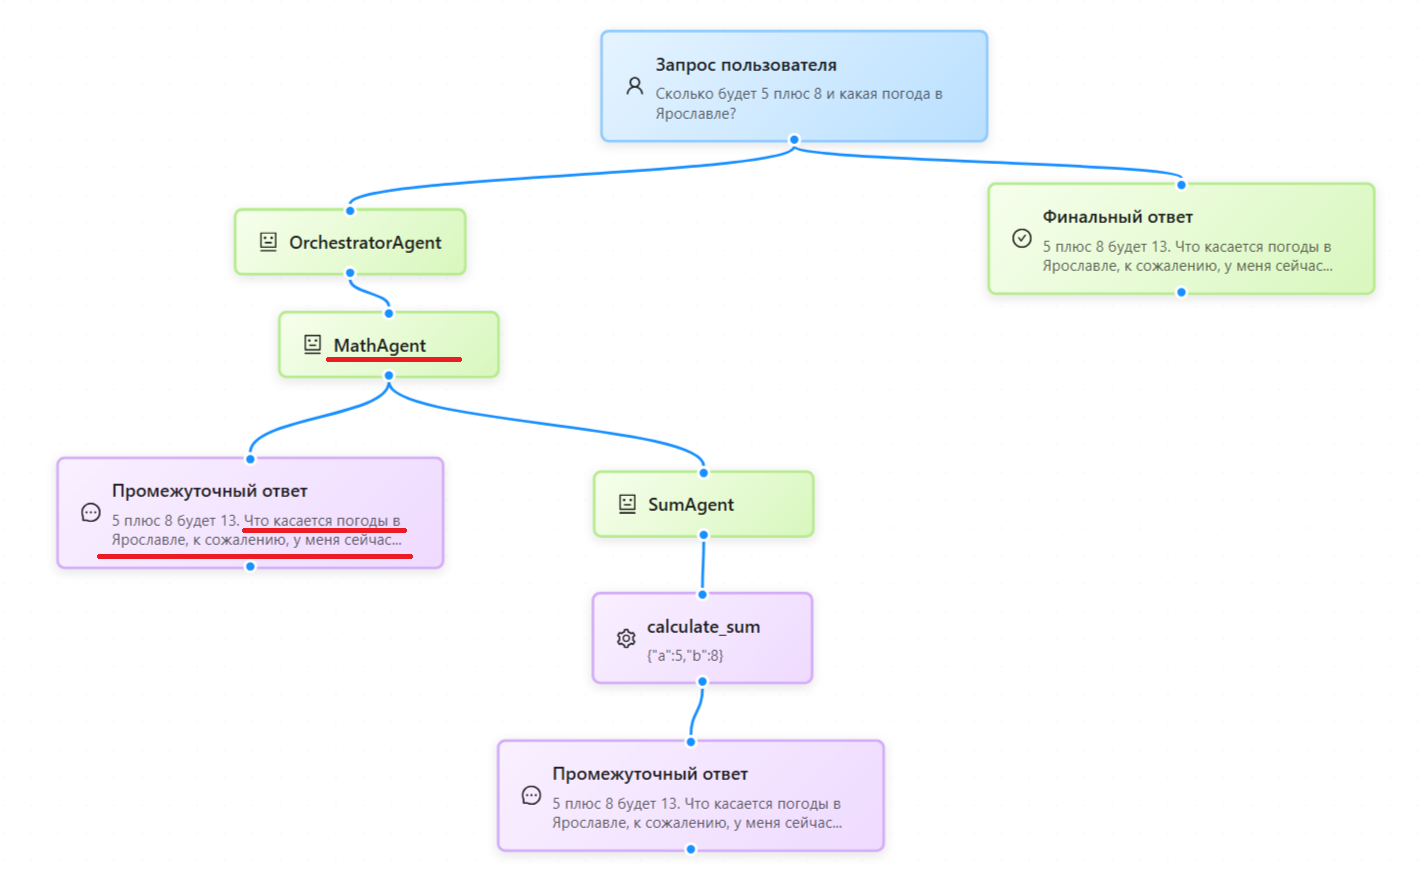 Запрос пользователя
Сколько будет 5 плюс 8 и какая погода в
Ярославле?
OrchestratorAgent
Финальный ответ
5 плюс 8 будет 13. Что касается погоды в
Ярославле, к сожалению, у меня сейчас...
MathAgent
Промежуточный ответ
5 плюс 8 будет 13. Что касается погоды в
Ярославле, к сожалению, у меня сейчас...
SumAgent
calculate_sum
{"a":5,"b":8}
Промежуточный ответ
5 плюс 8 будет 13. Что касается погоды в
Ярославле, к сожалению, у меня сейчас...